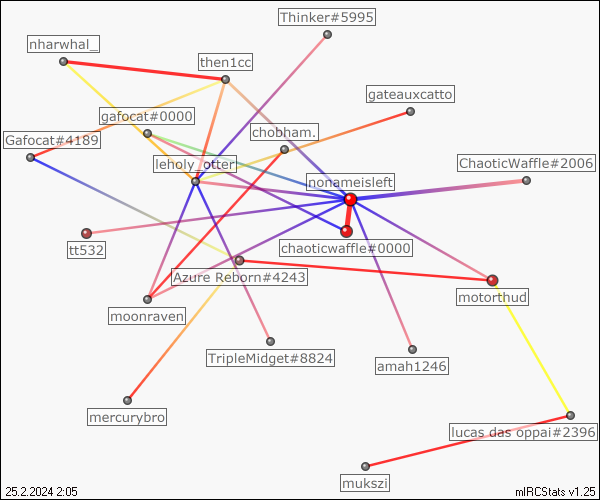 Thinker#5995
nharwhal_
then1cc
gateauxcatto
gafocat#0000
chobham.
Gafocat#4189
leholy_otter
ChaoticWaffle#2006
nonameisleft
tt532
chaoticwaffle#0000
Azure Reborn#4243
motorthud
moonraven
TripleMidget#8824
amah1246
mercurybro
lucas das oppai#2396
mukszi
25.2.2024 2:05
mIRCStats v1.25